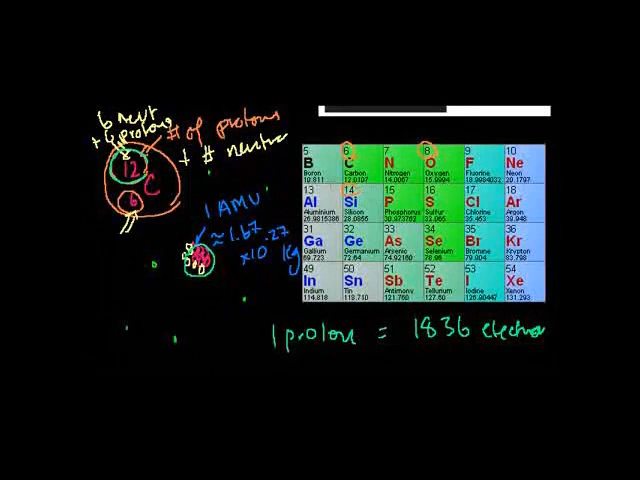 6 neut
+ 6 protons
# of protons
+ # neutro
12
C
6
1 AMU
≈ 1.67
×10 -27
kg
5 6 7 8 9 10
B C N O F Ne
Boron Carbon Nitrogen Oxygen Fluorine Neon
10.811 12.0107 14.0067 15.9994 18.9984032 20.1797
13 14 15 16 17 18
Al Si P S Cl Ar
Aluminium Silicon Phosphorus Sulfur Chlorine Argon
26.9815386 28.0855 30.973762 32.065 35.453 39.948
31 32 33 34 35 36
Ga Ge As Se Br Kr
Gallium Germanium Arsenic Selenium Bromine Krypton
69.723 72.64 74.92160 78.96 79.904 83.798
49 50 51 52 53 54
In Sn Sb Te I Xe
Indium Tin Antimony Tellurium Iodine Xenon
114.818 118.710 121.760 127.60 126.90447 131.293
1 proton = 1836 electron